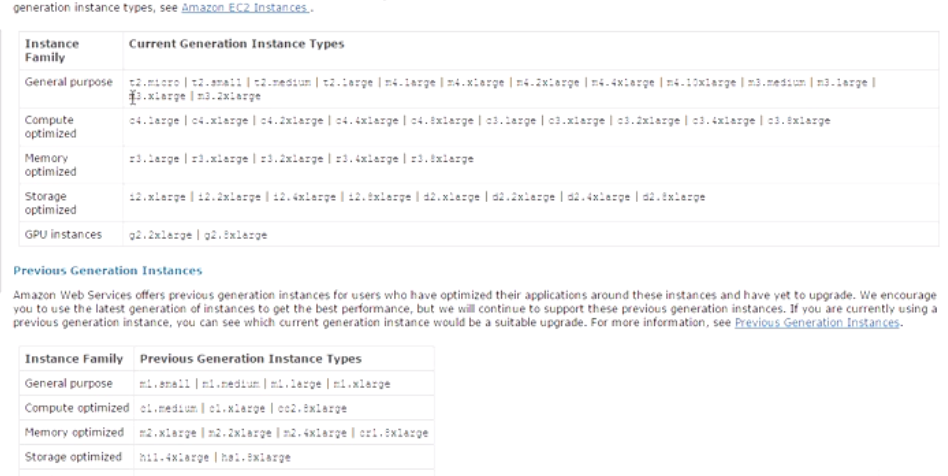 generation instance types, see Amazon EC2 Instances .
Instance Family
Current Generation Instance Types
General purpose
t2.micro | t2.small | t2.medium | t2.large | m4.large | m4.xlarge | m4.2xlarge | m4.4xlarge | m4.10xlarge | m3.medium | m3.large |
m3.xlarge | m3.2xlarge
Compute optimized
c4.large | c4.xlarge | c4.2xlarge | c4.4xlarge | c4.8xlarge | c3.large | c3.xlarge | c3.2xlarge | c3.4xlarge | c3.8xlarge
Memory optimized
r3.large | r3.xlarge | r3.2xlarge | r3.4xlarge | r3.8xlarge
Storage optimized
i2.xlarge | i2.2xlarge | i2.4xlarge | i2.8xlarge | d2.xlarge | d2.2xlarge | d2.4xlarge | d2.8xlarge
GPU instances
g2.2xlarge | g2.8xlarge
Previous Generation Instances
Amazon Web Services offers previous generation instances for users who have optimized their applications around these instances and have yet to upgrade. We encourage
you to use the latest generation of instances to get the best performance, but we will continue to support these previous generation instances. If you are currently using a
previous generation instance, you can see which current generation instance would be a suitable upgrade. For more information, see Previous Generation Instances.
Instance Family
Previous Generation Instance Types
General purpose
m1.small | m1.medium | m1.large | m1.xlarge
Compute optimized
c1.medium | c1.xlarge | cc2.8xlarge
Memory optimized
m2.xlarge | m2.2xlarge | m2.4xlarge | cr1.8xlarge
Storage optimized
hi1.4xlarge | hs1.8xlarge